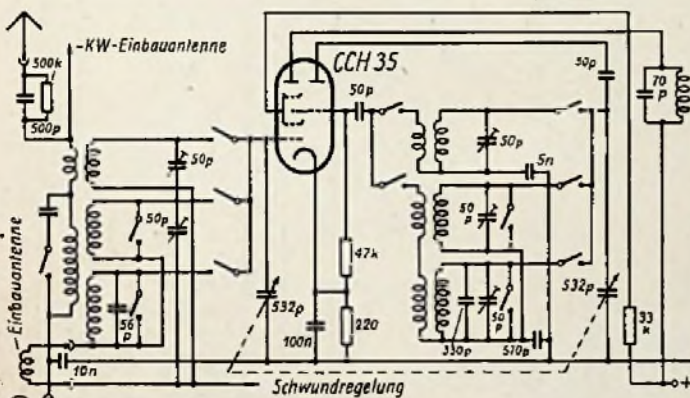 500k
500p
-KW-Einbauantenne
CCH 35
50p
50p
50p
70
p
50p
50p
5n
50
p
56
p
532p
47k
220
100n
330p
50
p
510p
532p
33
k
+
10n
-Einbauantenne
Schwundregelung